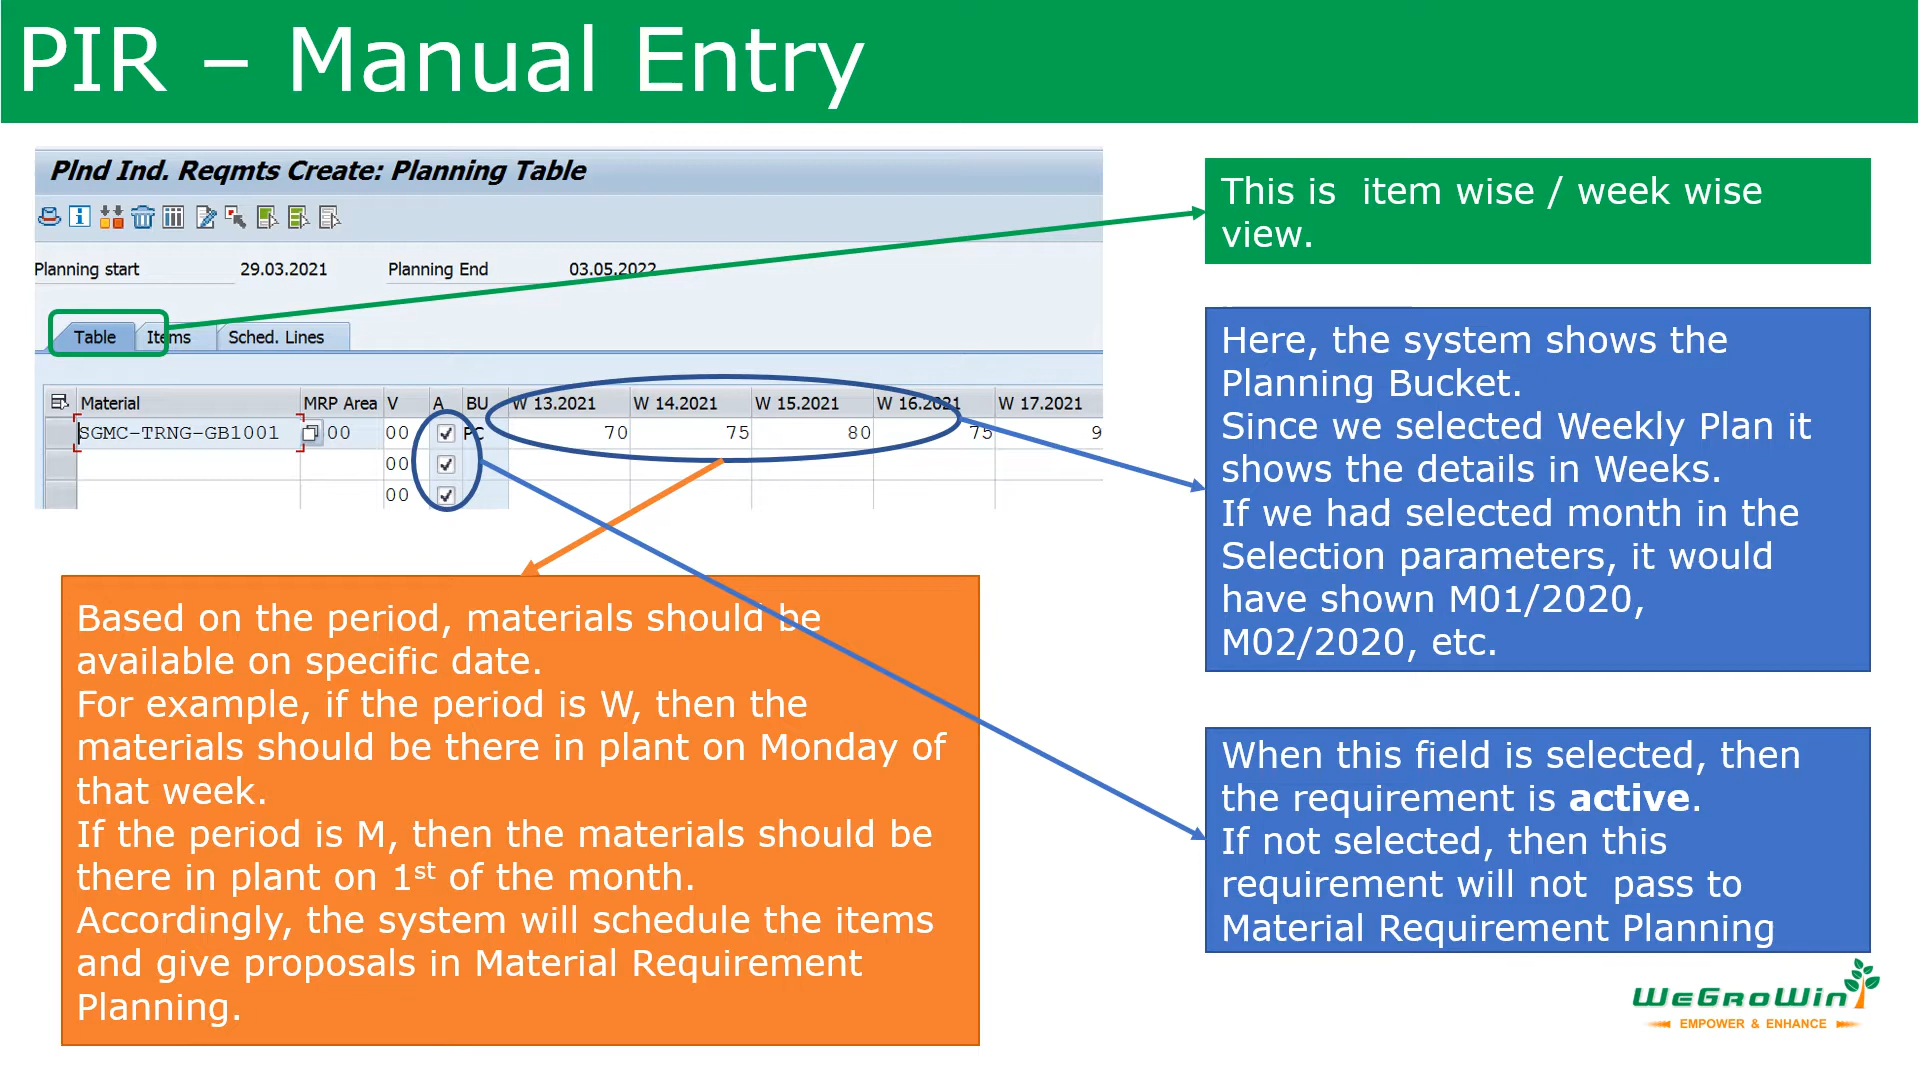 PIR – Manual Entry
Plnd Ind. Reqmts Create: Planning Table
Planning start 29.03.2021 Planning End 03.05.2022
Table Items Sched. Lines
Material MRP Area V A BU W 13.2021 W 14.2021 W 15.2021 W 16.2021 W 17.2021
SGMC-TRNG-GB1001 00 00 PC 70 75 80 75 9
00
00
This is item wise / week wise
view.
Here, the system shows the
Planning Bucket.
Since we selected Weekly Plan it
shows the details in Weeks.
If we had selected month in the
Selection parameters, it would
have shown M01/2020,
M02/2020, etc.
Based on the period, materials should be
available on specific date.
For example, if the period is W, then the
materials should be there in plant on Monday of
that week.
If the period is M, then the materials should be
there in plant on 1st of the month.
Accordingly, the system will schedule the items
and give proposals in Material Requirement
Planning.
When this field is selected, then
the requirement is active.
If not selected, then this
requirement will not pass to
Material Requirement Planning
WeGroWin
EMPOWER & ENHANCE